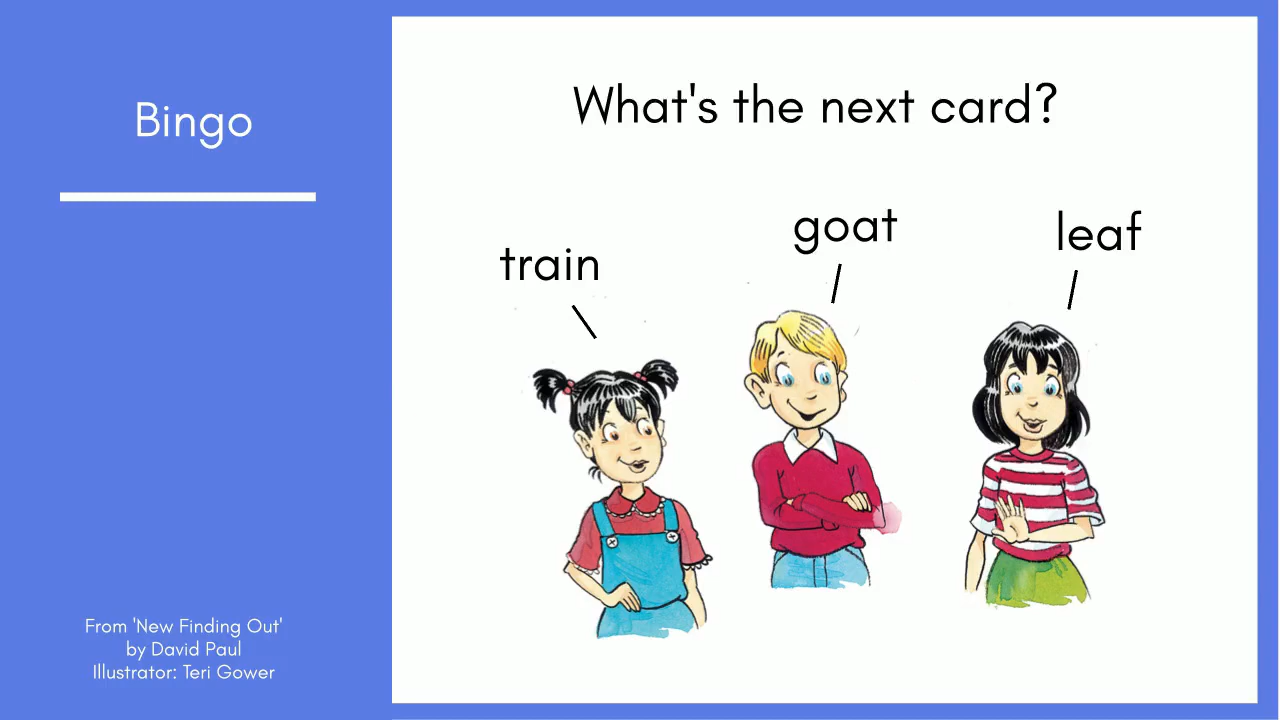 Bingo
What's the next card?
train
goat
leaf
From 'New Finding Out'
by David Paul
Illustrator: Teri Gower